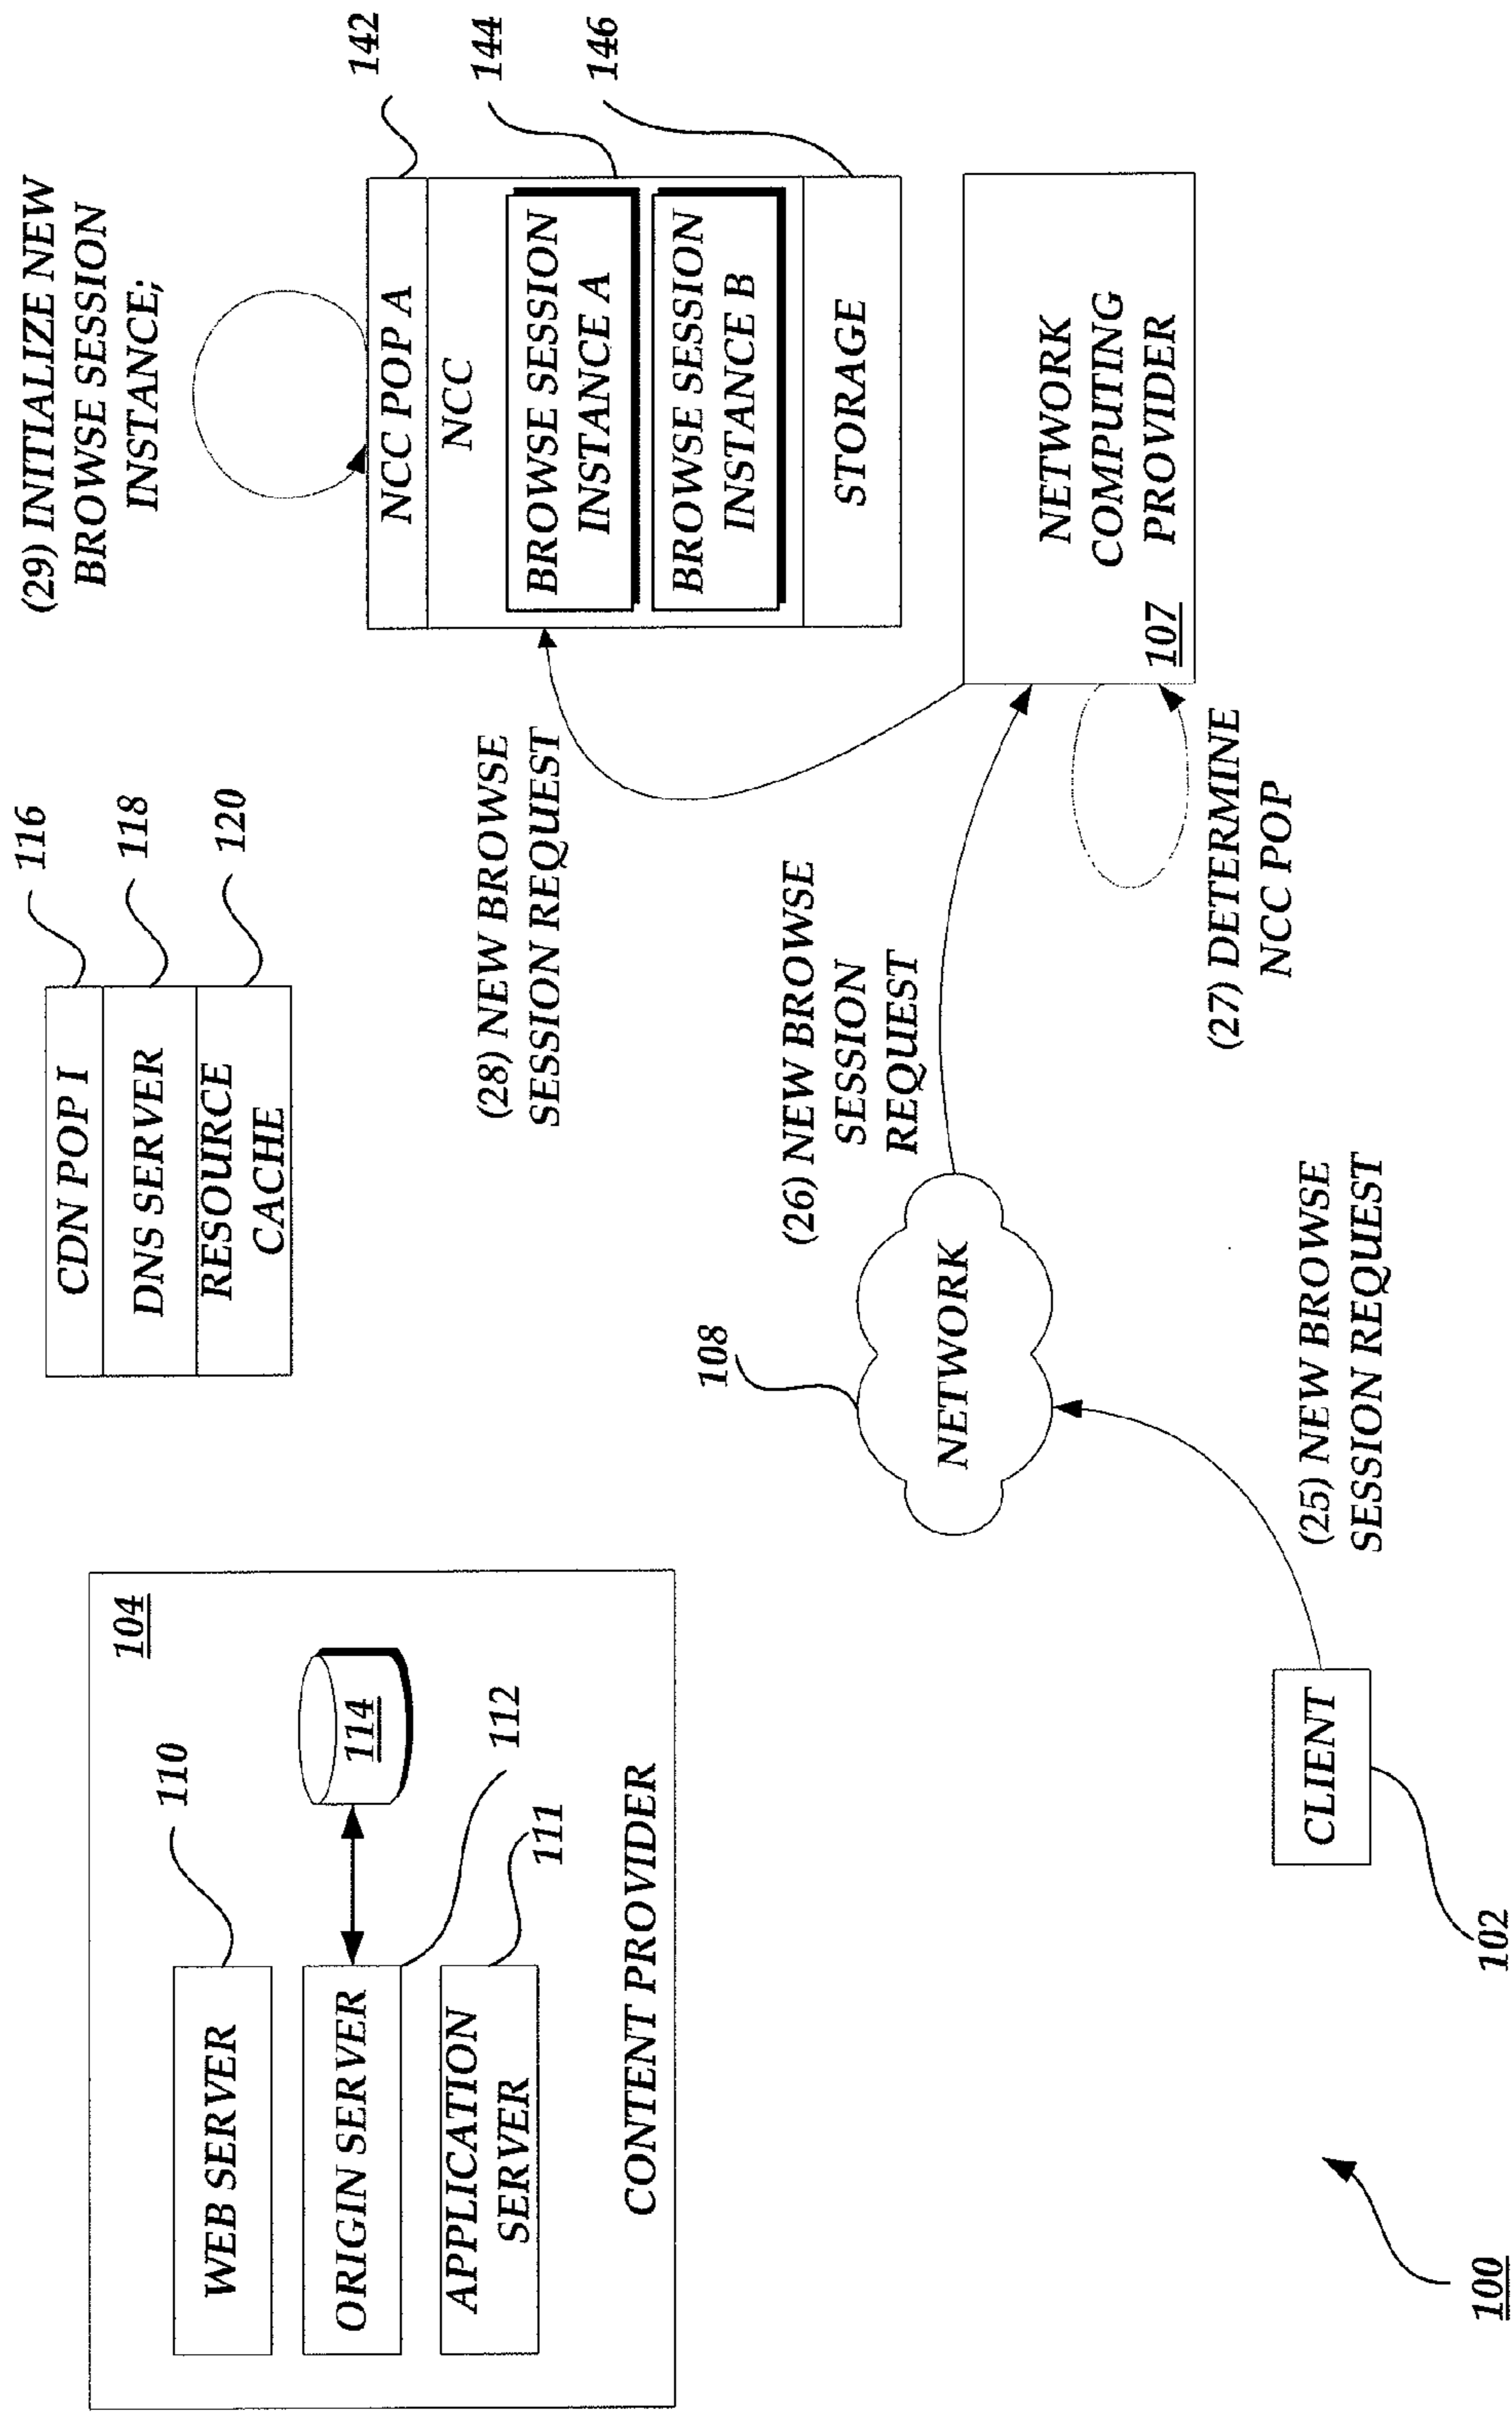 104
110
WEB SERVER
ORIGIN SERVER
114
112
APPLICATION
SERVER
111
CONTENT PROVIDER
CDN POP I
116
DNS SERVER
118
RESOURCE
CACHE
120
(29) INITIALIZE NEW
BROWSE SESSION
INSTANCE;
NCC POP A
142
NCC
144
BROWSE SESSION
INSTANCE A
BROWSE SESSION
INSTANCE B
146
STORAGE
(28) NEW BROWSE
SESSION REQUEST
108
NETWORK
(26) NEW BROWSE
SESSION
REQUEST
NETWORK
COMPUTING
PROVIDER
107
(27) DETERMINE
NCC POP
(25) NEW BROWSE
SESSION REQUEST
CLIENT
102
100